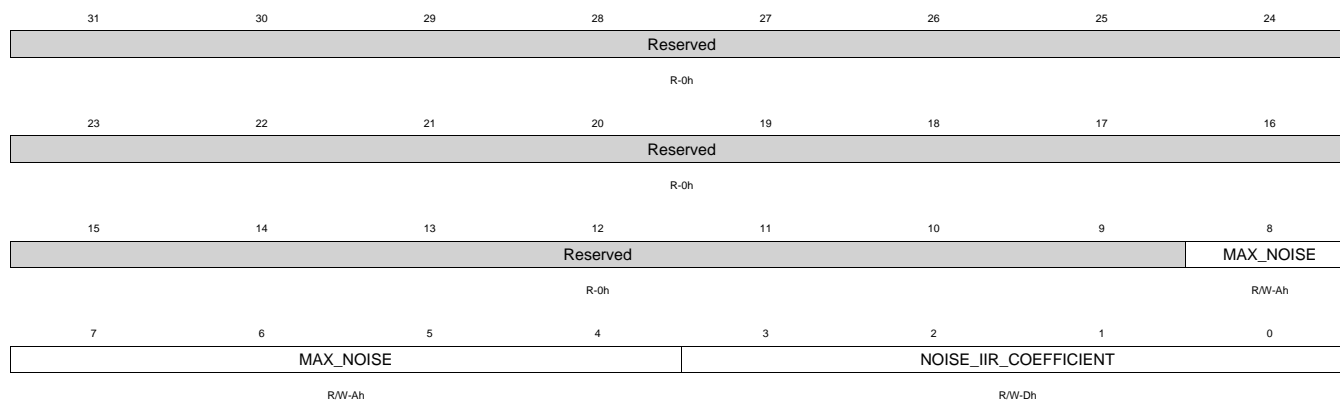 31 30 29 28 27 26 25 24
Reserved
R-0h
23 22 21 20 19 18 17 16
Reserved
R-0h
15 14 13 12 11 10 9 8
Reserved MAX_NOISE
R-0h R/W-Ah
7 6 5 4 3 2 1 0
MAX_NOISE NOISE_IIR_COEFFICIENT
R/W-Ah R/W-Dh